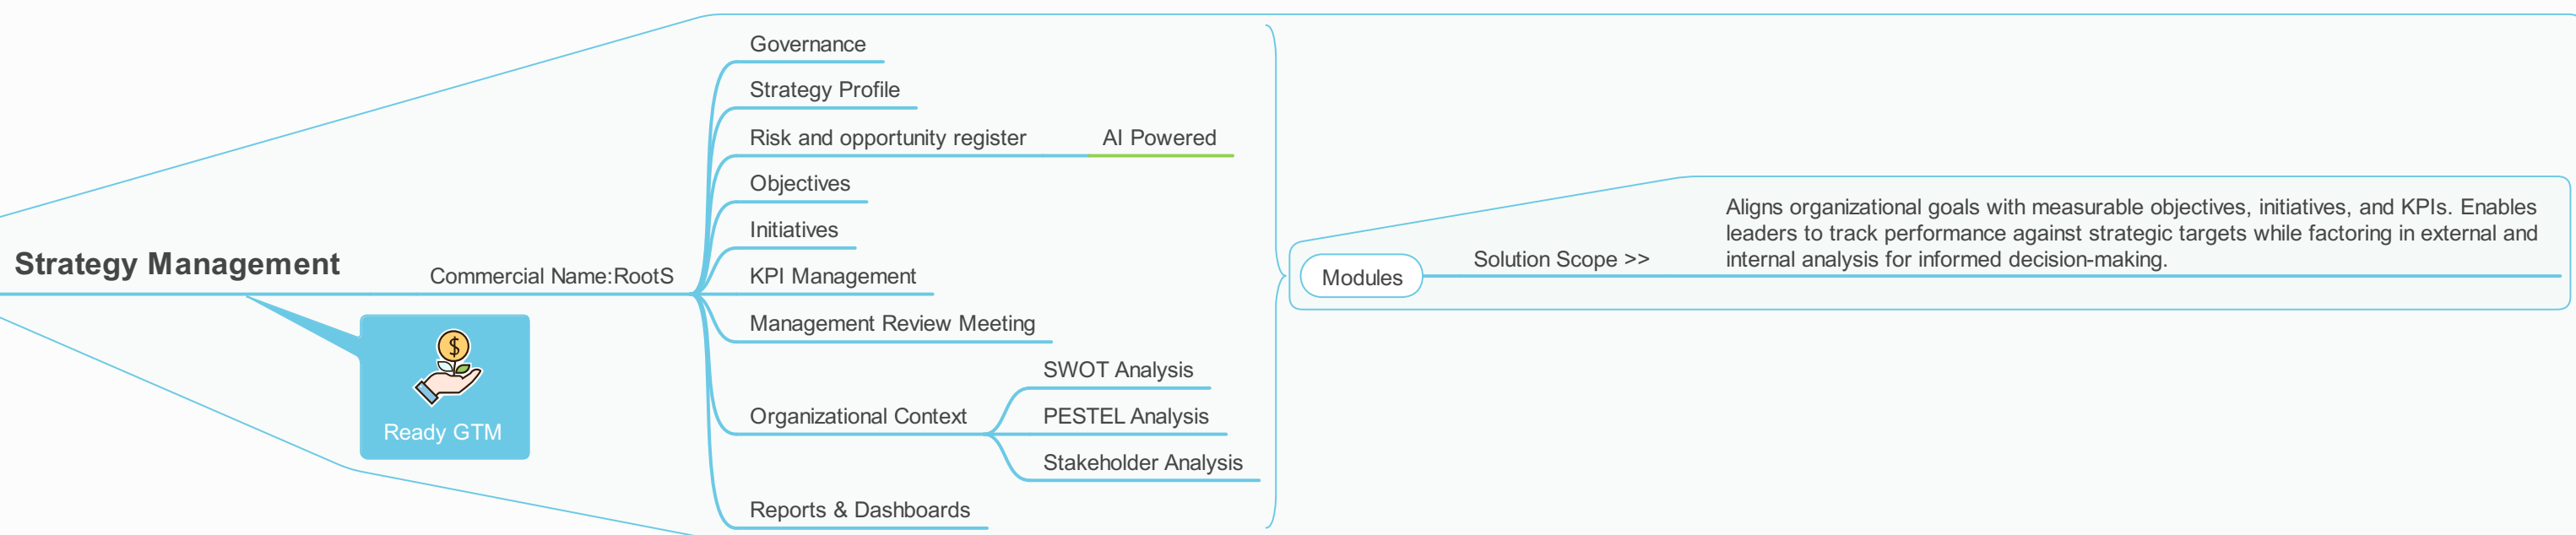 Strategy Management
Commercial Name:RootS
$
Ready GTM
Governance
Strategy Profile
Risk and opportunity register
AI Powered
Objectives
Initiatives
KPI Management
Management Review Meeting
Organizational Context
SWOT Analysis
PESTEL Analysis
Stakeholder Analysis
Reports & Dashboards
Modules
Solution Scope >>
Aligns organizational goals with measurable objectives, initiatives, and KPIs. Enables
leaders to track performance against strategic targets while factoring in external and
internal analysis for informed decision-making.